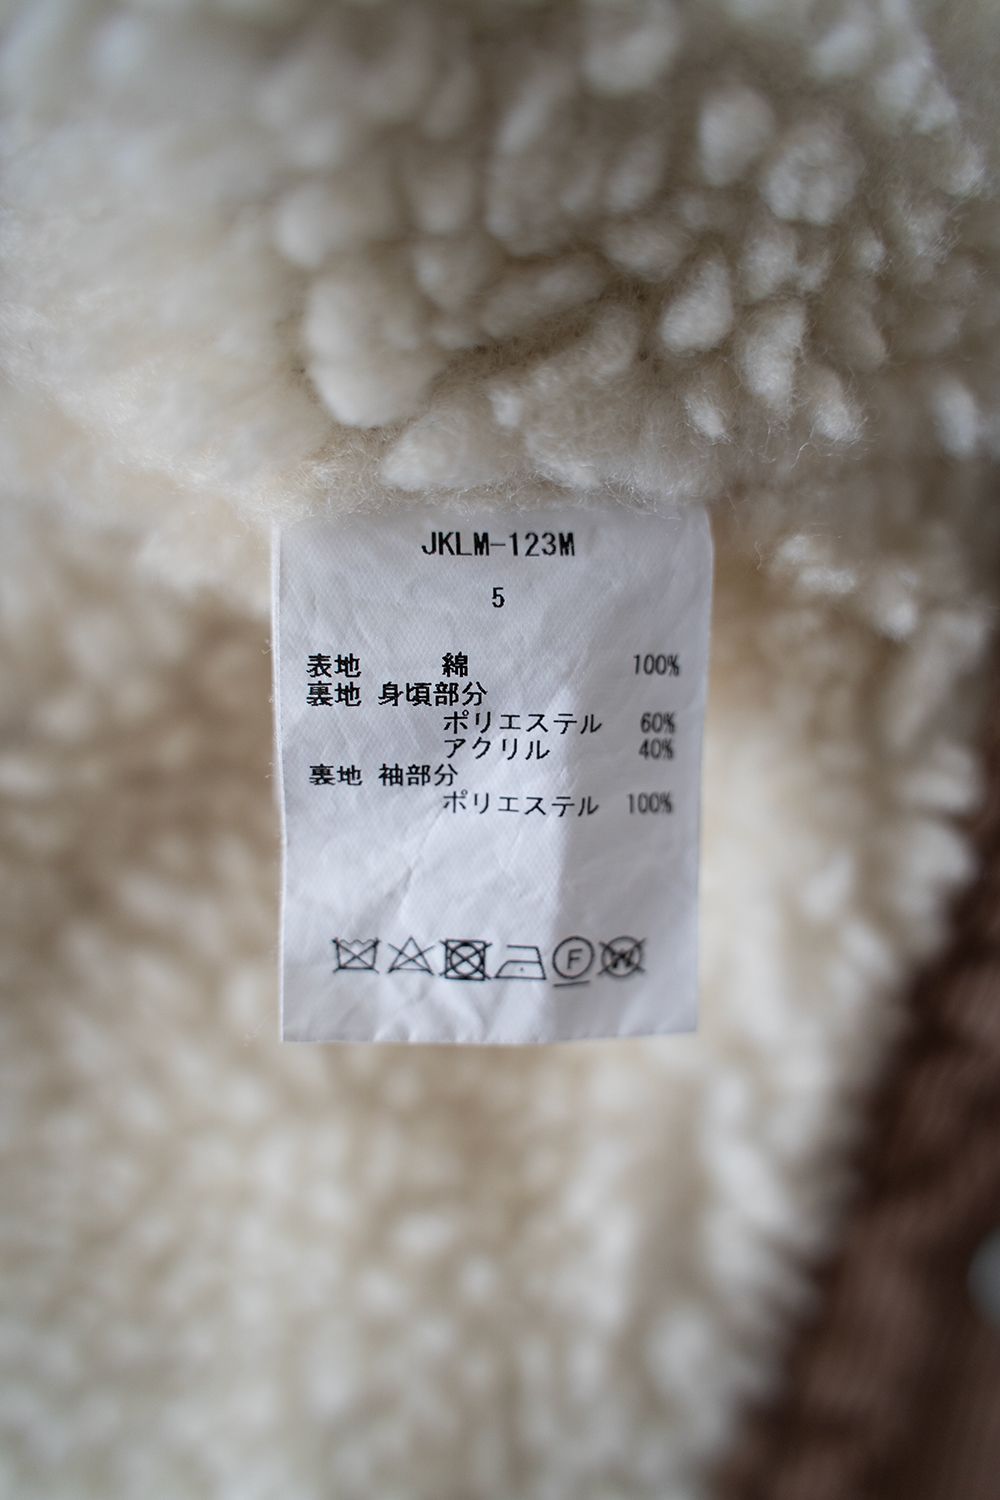 JKLM-123M
5
表地 綿 100%
裏地 身頃部分
ポリエステル 60%
アクリル 40%
裏地 袖部分
ポリエステル 100%
F W